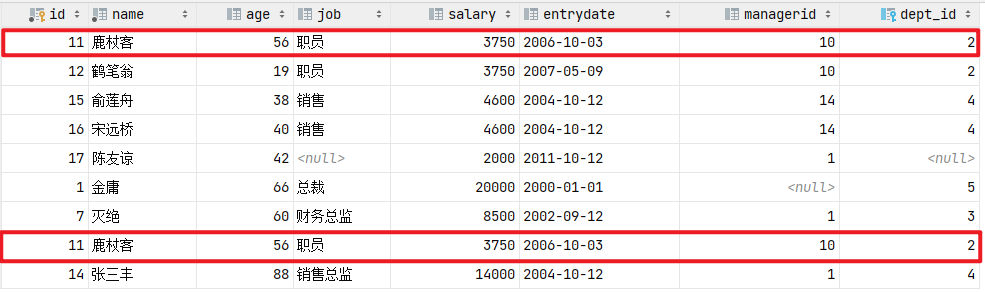 id name age job salary entrydate managerid dept_id
11 鹿杖客 56 职员 3750 2006-10-03 10 2
12 鹤笔翁 19 职员 3750 2007-05-09 10 2
15 俞莲舟 38 销售 4600 2004-10-12 14 4
16 宋远桥 40 销售 4600 2004-10-12 14 4
17 陈友谅 42 <null> 2000 2011-10-12 1 <null>
1 金庸 66 总裁 20000 2000-01-01 <null> 5
7 灭绝 60 财务总监 8500 2002-09-12 1 3
11 鹿杖客 56 职员 3750 2006-10-03 10 2
14 张三丰 88 销售总监 14000 2004-10-12 1 4